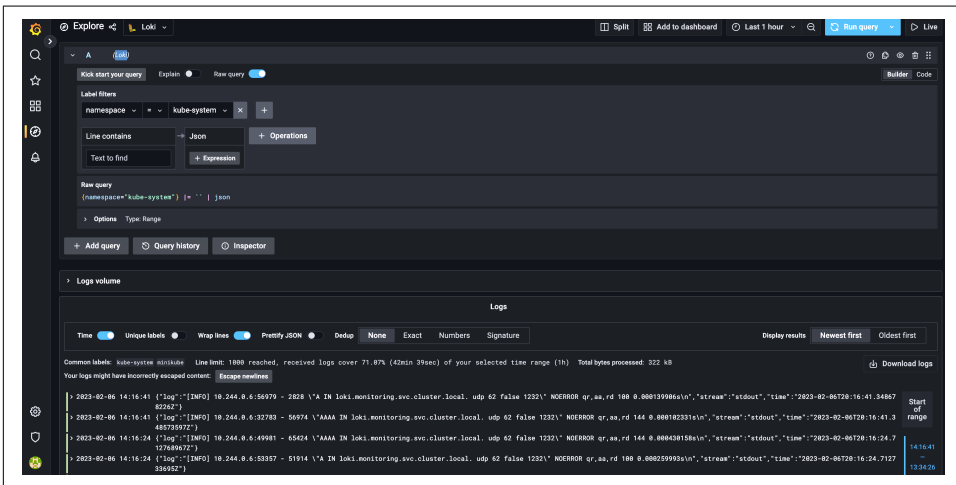 Explore Loki Split Add to dashboard Last 1 hour Run query Live
A (Loki)
Kick start your query Explain Raw query Builder Code
Label filters
namespace = kube-system × +
Line contains Json + Operations
Text to find + Expression
Raw query
{namespace="kube-system"} |= `` | json
> Options Type: Range
+ Add query Query history Inspector
> Logs volume
Logs
Time Unique labels Wrap lines Prettify JSON Dedup None Exact Numbers Signature Display results Newest first Oldest first
Common labels: kube-system minikube Line limit: 1000 reached, received logs cover 71.07% (42min 39sec) of your selected time range (1h) Total bytes processed: 322 kB
Download logs
Your logs might have incorrectly escaped content: Escape newlines
> 2023-02-06 14:16:41 {"log":"[INFO] 10.244.0.6:56979 - 2828 \"A IN loki.monitoring.svc.cluster.local. udp 62 false 1232\" NOERROR qr,aa,rd 100 0.000139906s\n","stream":"stdout","time":"2023-02-06T20:16:41.34867
8226Z"}
> 2023-02-06 14:16:41 {"log":"[INFO] 10.244.0.6:32783 - 56974 \"AAAA IN loki.monitoring.svc.cluster.local. udp 62 false 1232\" NOERROR qr,aa,rd 144 0.000102331s\n","stream":"stdout","time":"2023-02-06T20:16:41.3
48573597Z"}
> 2023-02-06 14:16:24 {"log":"[INFO] 10.244.0.6:49981 - 65424 \"AAAA IN loki.monitoring.svc.cluster.local. udp 62 false 1232\" NOERROR qr,aa,rd 144 0.000430158s\n","stream":"stdout","time":"2023-02-06T20:16:24.7
12768967Z"}
> 2023-02-06 14:16:24 {"log":"[INFO] 10.244.0.6:53357 - 51914 \"A IN loki.monitoring.svc.cluster.local. udp 62 false 1232\" NOERROR qr,aa,rd 100 0.000259993s\n","stream":"stdout","time":"2023-02-06T20:16:24.7127
33695Z"}
Start
of
range
14:16:41
—
13:34:26